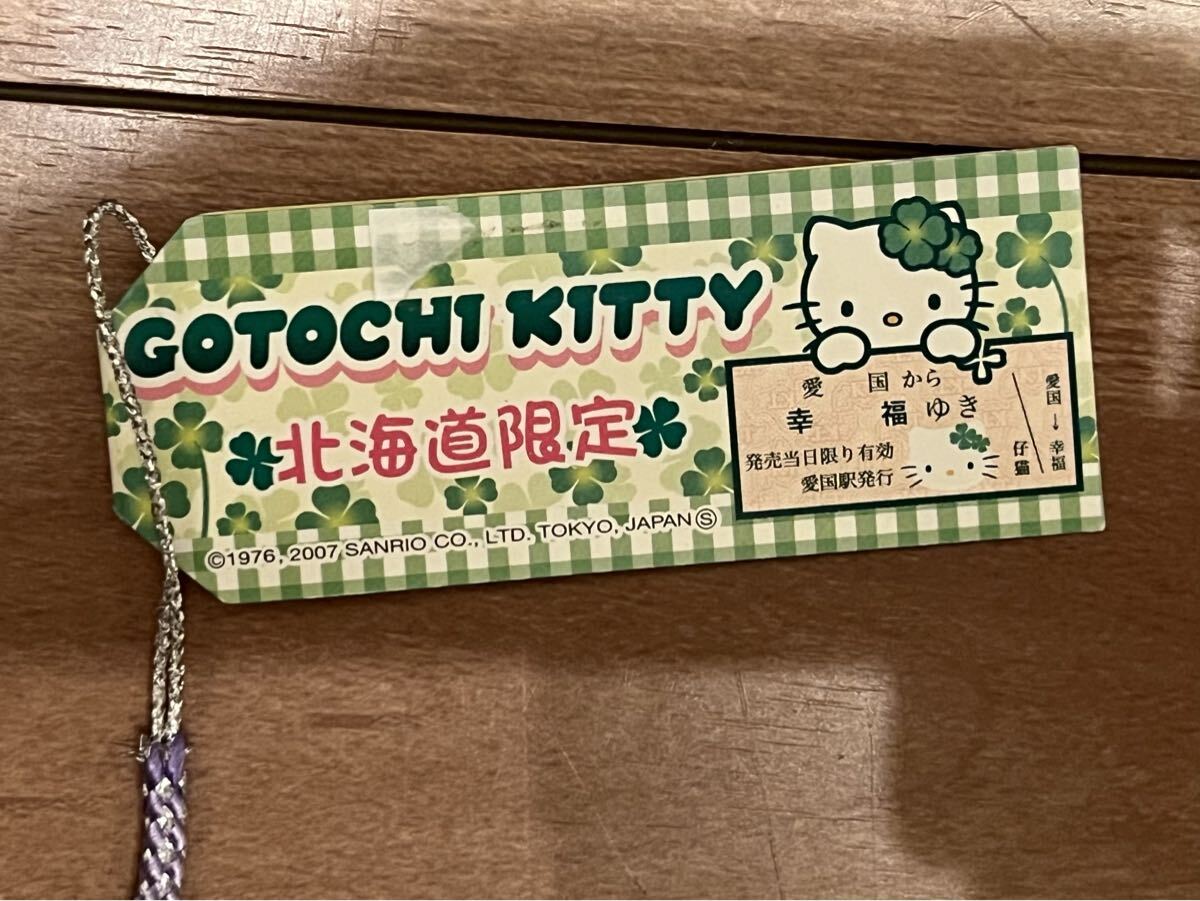 GOTOCHI KITTY
北海道限定
©1976, 2007 SANRIO CO., LTD. TOKYO, JAPAN Ⓢ
愛国から
幸福ゆき
発売当日限り有効
愛国駅発行
愛国→幸福
仔猫